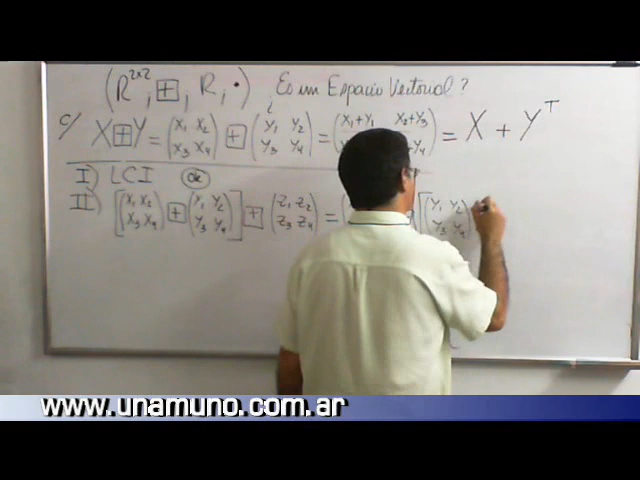 (R^2x2, ⊞, R, •) ¿Es un Espacio Vectorial?
c) X ⊞ Y = (x1 x2 / x3 x4) ⊞ (y1 y2 / y3 y4) = (x1+y1 x2+y3 / +y4) = X + Y^T
I) LCI ok
II) [(x1 x2 / x3 x4) ⊞ (y1 y2 / y3 y4)] ⊞ (z1 z2 / z3 z4) = ( [(y1 y2 / y3 y4)
www.unamuno.com.ar